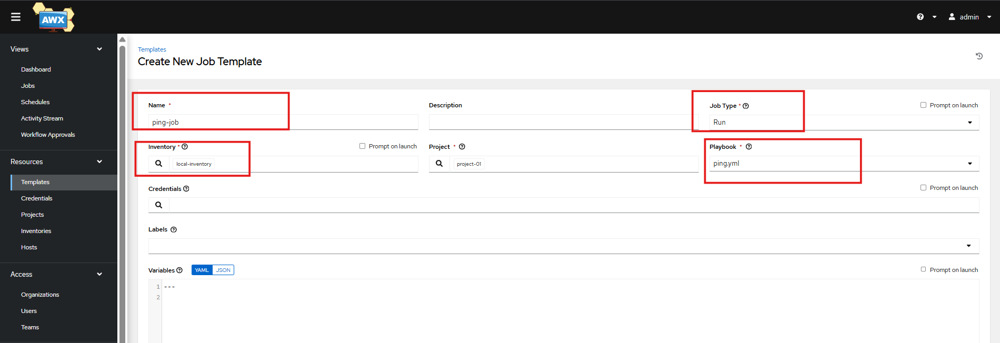 AWX
admin
Views
Dashboard
Jobs
Schedules
Activity Stream
Workflow Approvals
Resources
Templates
Credentials
Projects
Inventories
Hosts
Access
Organizations
Users
Teams
Templates
Create New Job Template
Name *
ping-job
Description
Job Type *
Prompt on launch
Run
Inventory *
Prompt on launch
local-inventory
Project *
project-01
Playbook *
ping.yml
Credentials
Prompt on launch
Labels
Variables YAML JSON
Prompt on launch
1 ---
2